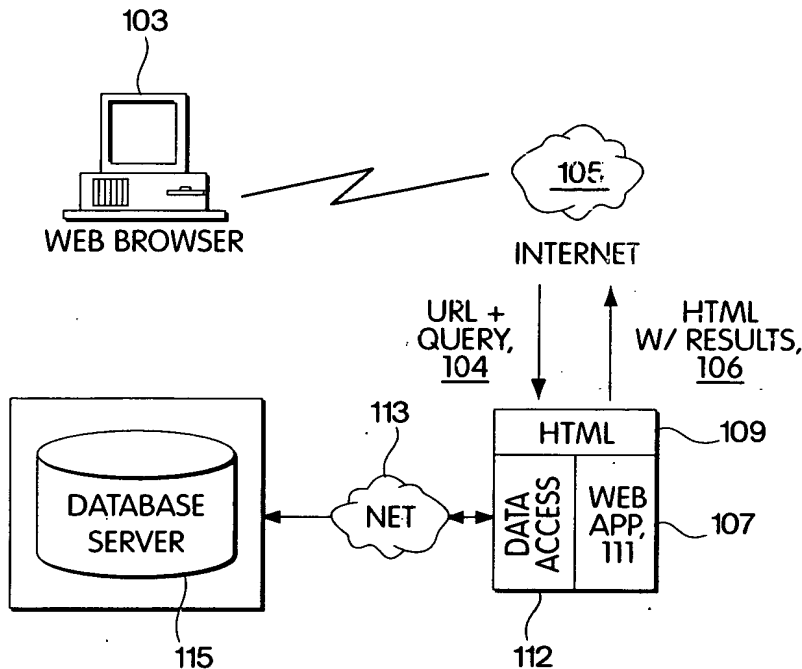 103
WEB BROWSER
105
INTERNET
URL +
QUERY,
104
HTML
W/ RESULTS,
106
113
HTML
109
DATABASE
SERVER
NET
DATA
ACCESS
WEB
APP,
111
107
115
112